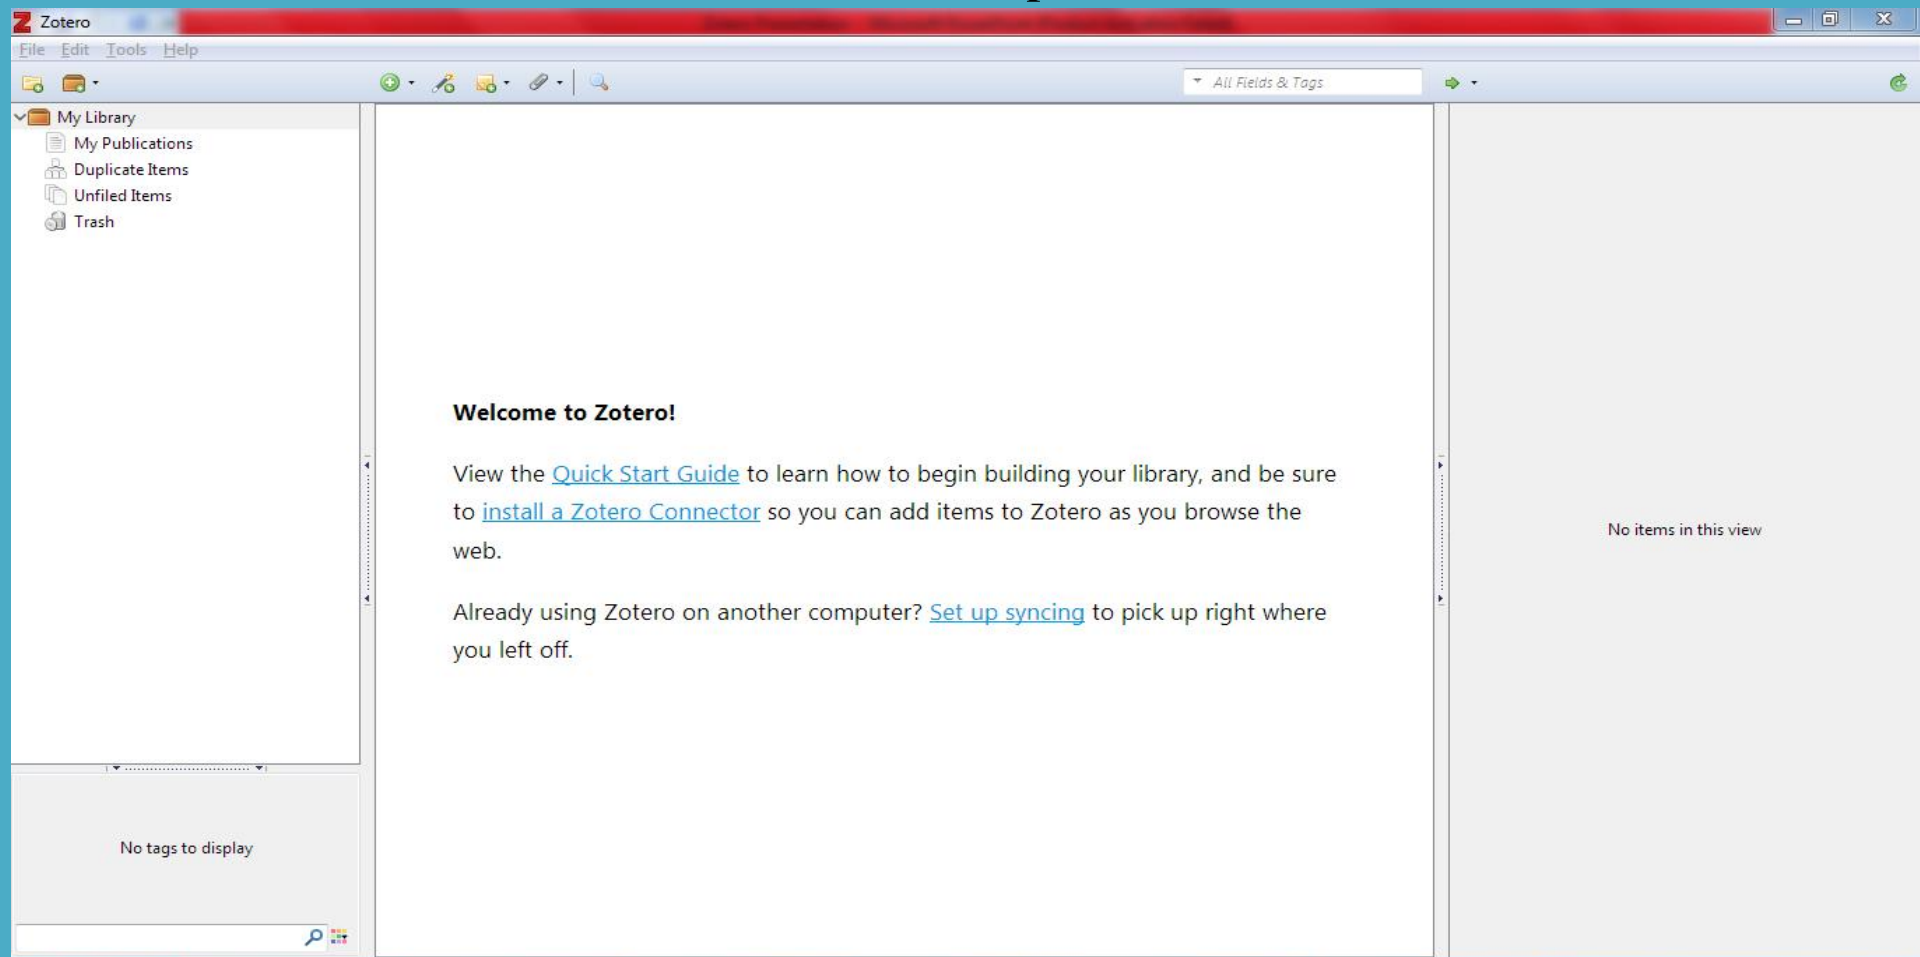 Zotero
File Edit Tools Help
All Fields & Tags
My Library
My Publications
Duplicate Items
Unfiled Items
Trash
Welcome to Zotero!
View the Quick Start Guide to learn how to begin building your library, and be sure
to install a Zotero Connector so you can add items to Zotero as you browse the
web.
Already using Zotero on another computer? Set up syncing to pick up right where
you left off.
No items in this view
No tags to display